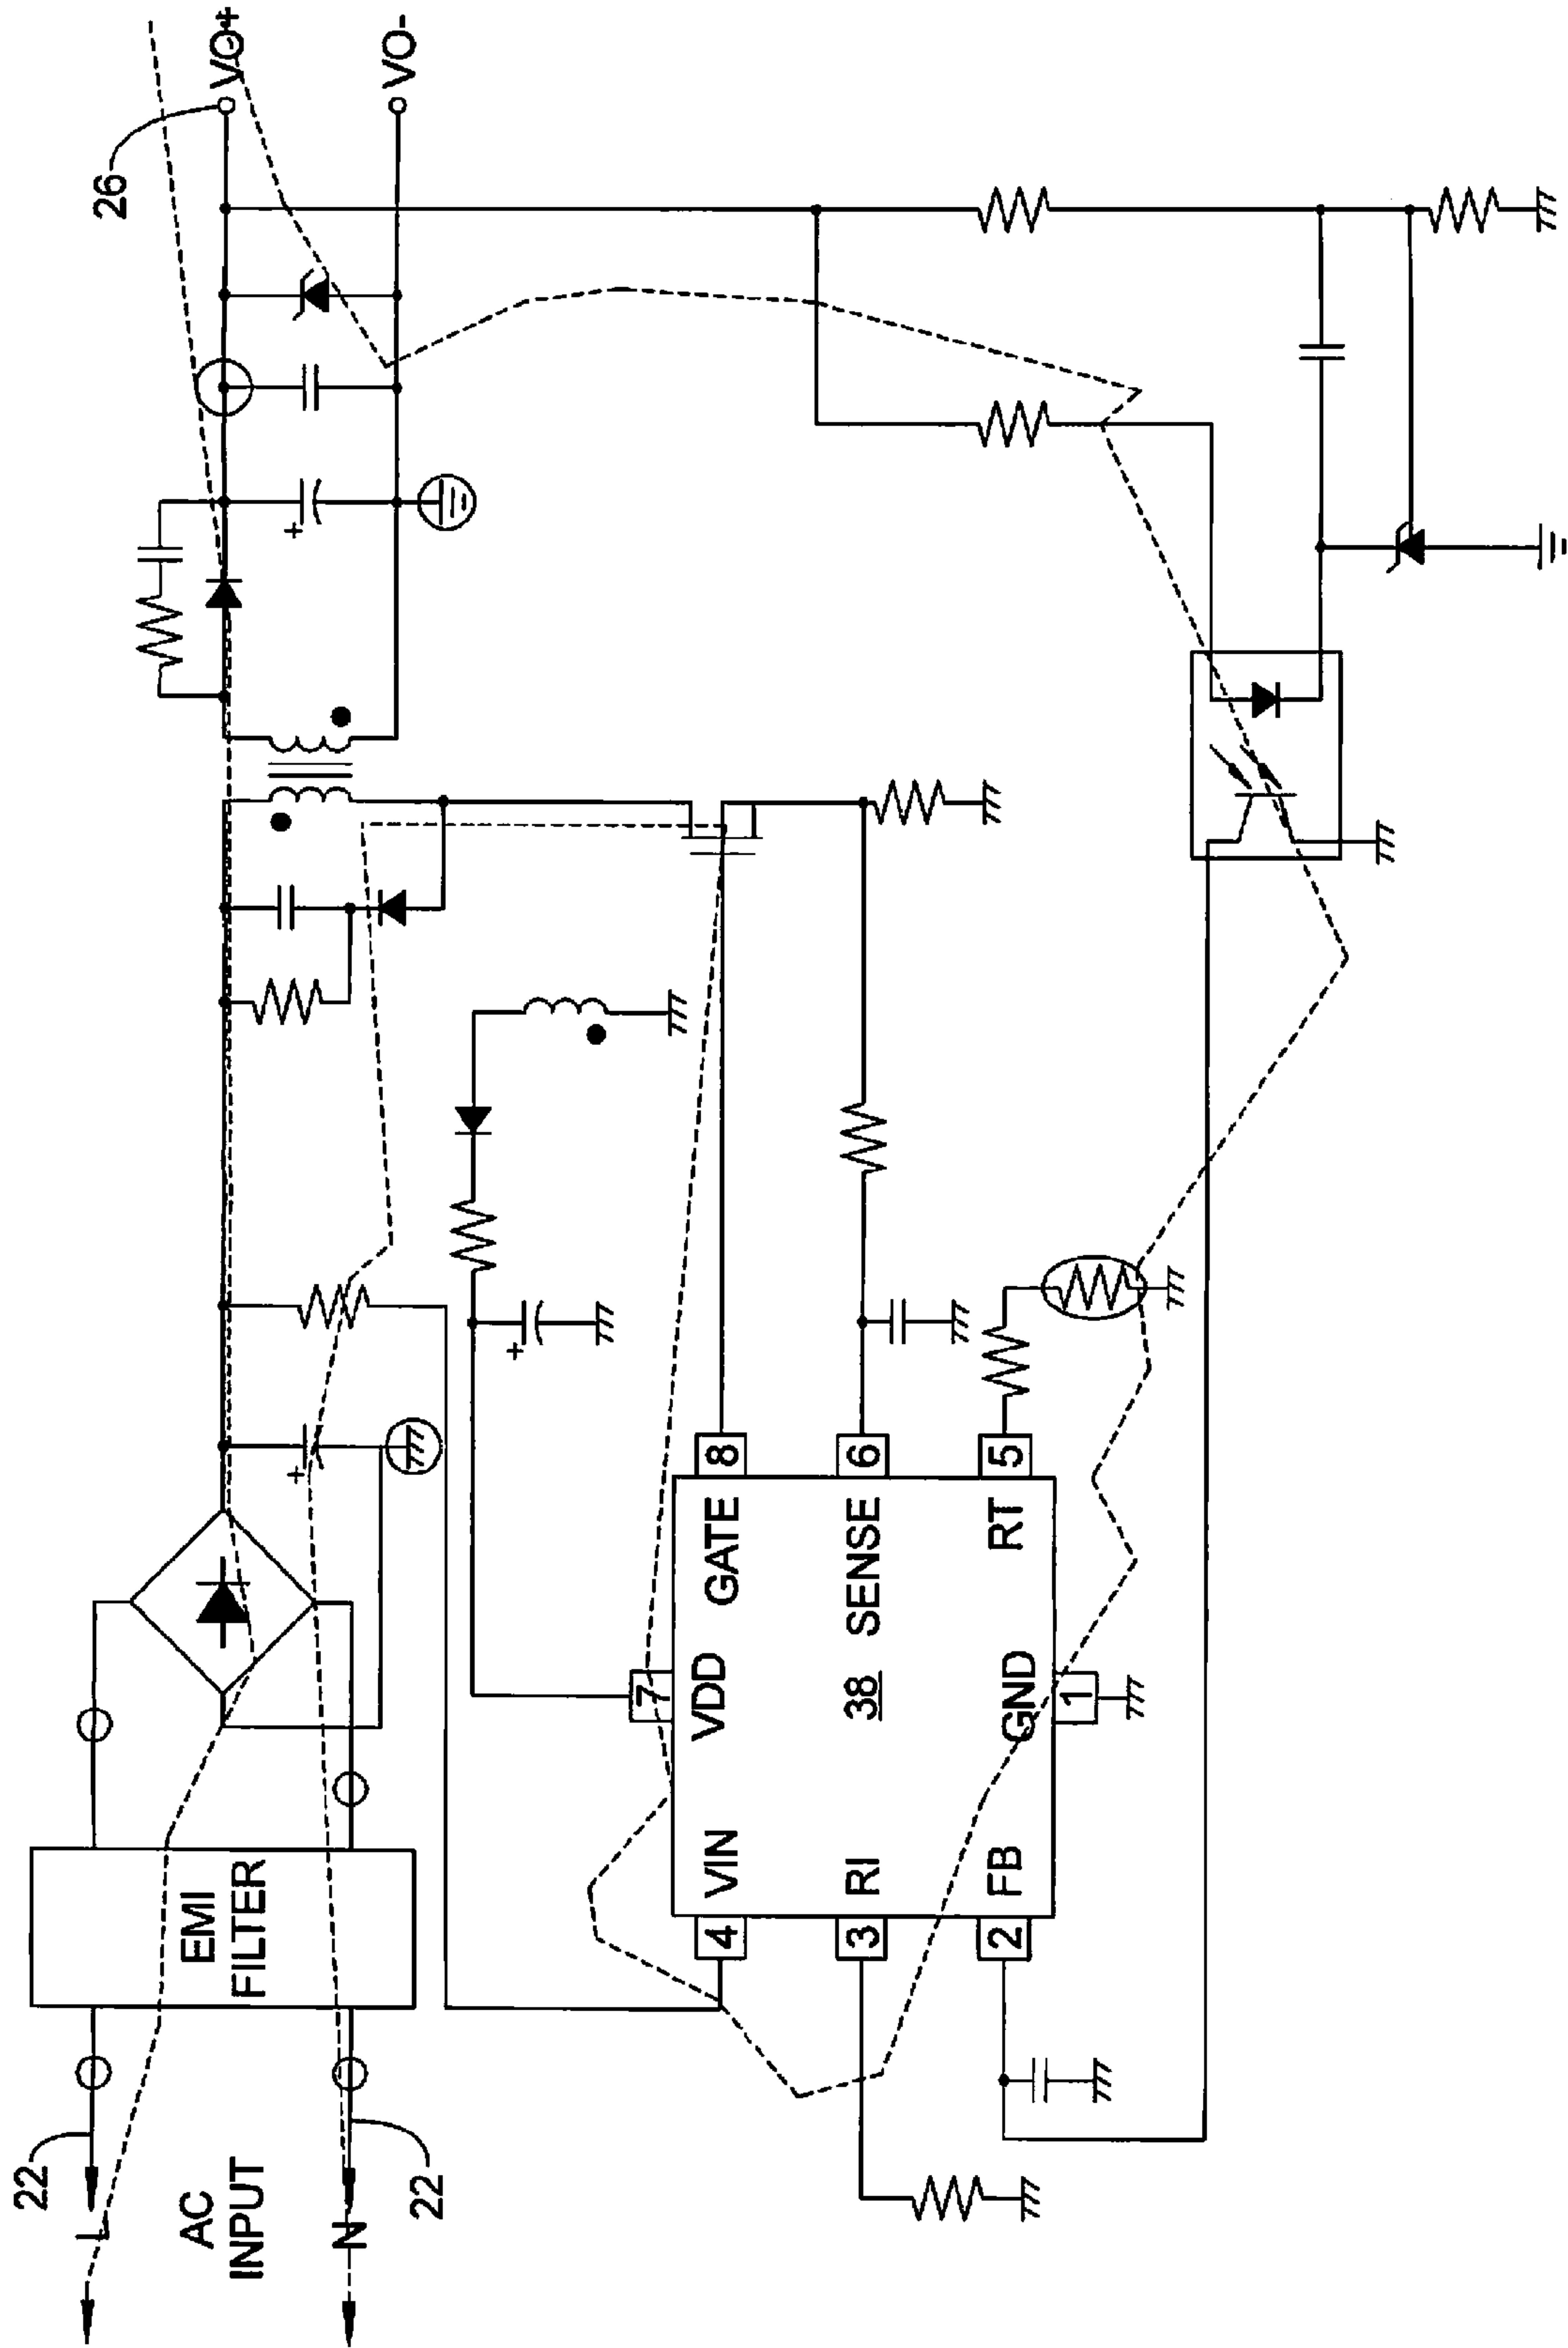 22
L
AC
INPUT
N
22
EMI
FILTER
26
VO+
VO-
7
VDD
4
VIN
GATE
8
3
RI
38
SENSE
6
2
FB
GND
1
RT
5
+
+
+